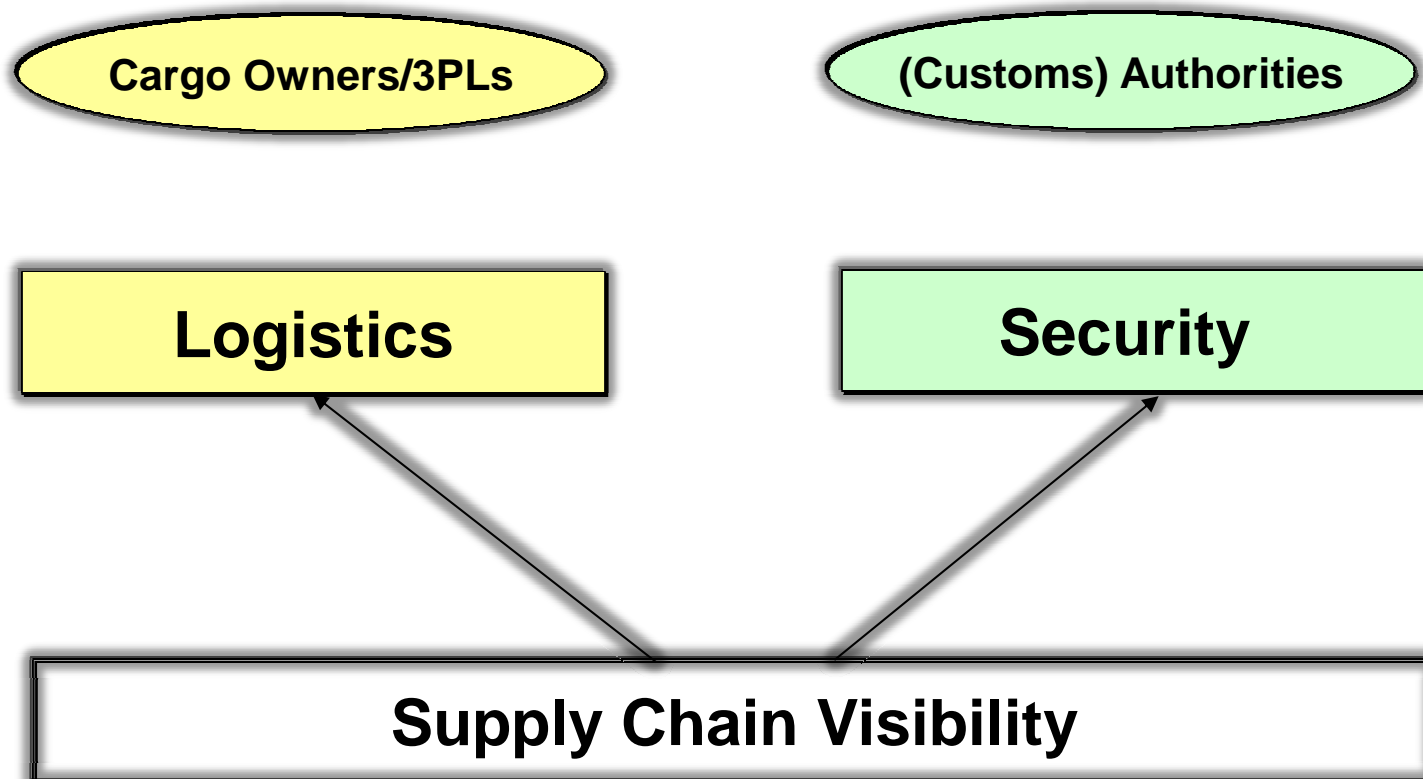 Cargo Owners/3PLs
(Customs) Authorities
Logistics
Security
Supply Chain Visibility